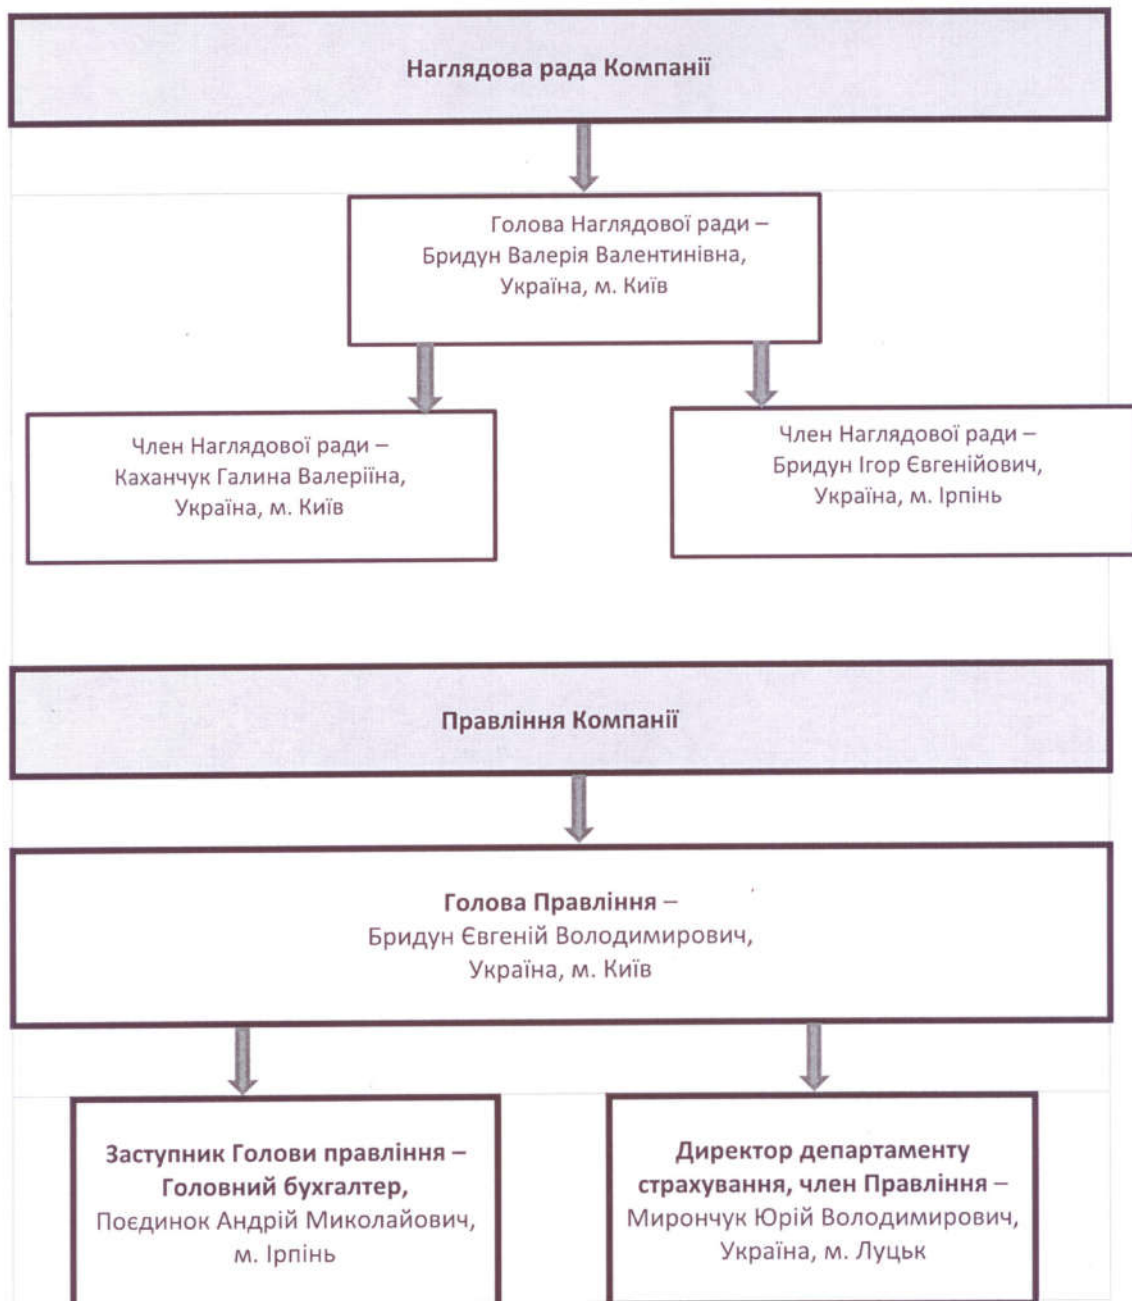 Наглядова рада Компанії
Голова Наглядової ради –
Бридун Валерія Валентинівна,
Україна, м. Київ
Член Наглядової ради –
Каханчук Галина Валеріїна,
Україна, м. Київ
Член Наглядової ради –
Бридун Ігор Євгенійович,
Україна, м. Ірпінь
Правління Компанії
Голова Правління –
Бридун Євгеній Володимирович,
Україна, м. Київ
Заступник Голови правління –
Головний бухгалтер,
Поєдинок Андрій Миколайович,
м. Ірпінь
Директор департаменту
страхування, член Правління –
Мирончук Юрій Володимирович,
Україна, м. Луцьк